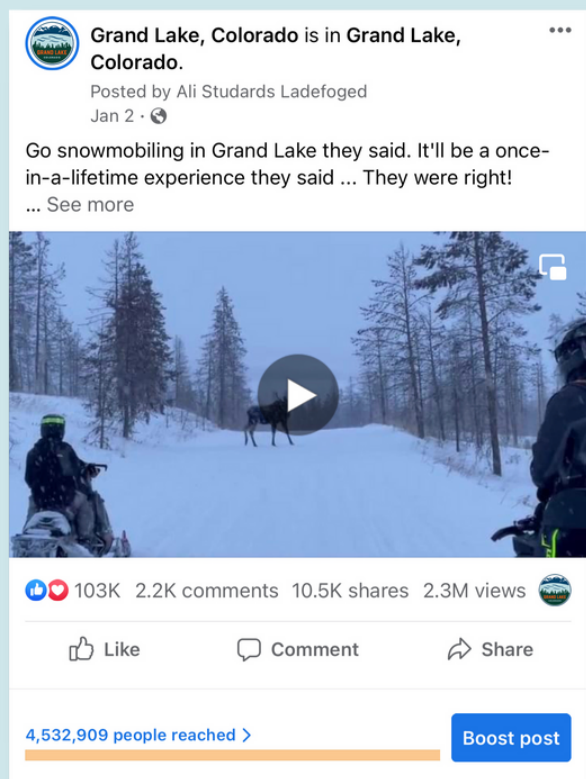 Grand Lake, Colorado is in Grand Lake,
Colorado.
Posted by Ali Studards Ladefoged
Jan 2 ·
Go snowmobiling in Grand Lake they said. It'll be a once-
in-a-lifetime experience they said ... They were right!
... See more
103K 2.2K comments 10.5K shares 2.3M views
Like Comment Share
4,532,909 people reached >
Boost post